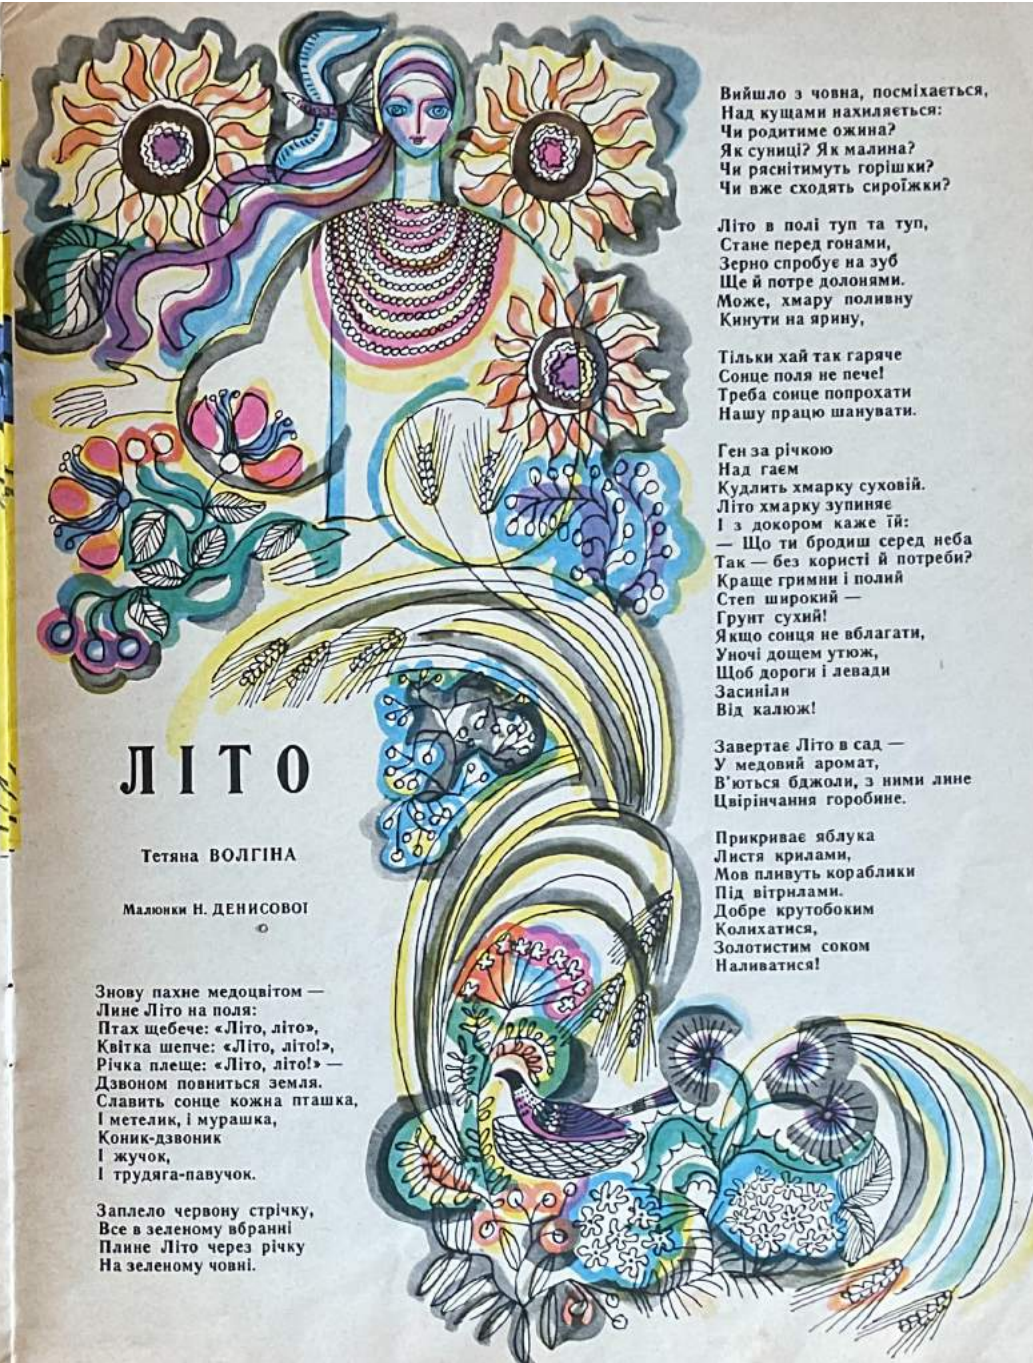 ЛІТО
Тетяна ВОЛГІНА
Малюнки Н. ДЕНИСОВОЇ
Знову пахне медоцвітом —
Лине Літо на поля:
Птах щебече: «Літо, літо»,
Квітка шепче: «Літо, літо!»,
Річка плеще: «Літо, літо!» —
Дзвоном повниться земля.
Славить сонце кожна пташка,
І метелик, і мурашка,
Коник-дзвоник
І жучок,
І трудяга-павучок.
Заплело червону стрічку,
Все в зеленому вбранні
Плине Літо через річку
На зеленому човні.
Вийшло з човна, посміхається,
Над кущами нахиляється:
Чи родитиме ожина?
Як суниці? Як малина?
Чи ряснітимуть горішки?
Чи вже сходять сироїжки?
Літо в полі туп та туп,
Стане перед гонами,
Зерно спробує на зуб
Ще й потре долонями.
Може, хмару поливну
Кинути на ярину,
Тільки хай так гаряче
Сонце поля не пече!
Треба сонце попрохати
Нашу працю шанувати.
Ген за річкою
Над гаєм
Кудлить хмарку суховій.
Літо хмарку зупиняє
І з докором каже їй:
— Що ти бродиш серед неба
Так — без користі й потреби?
Краще гримни і полий
Степ широкий —
Грунт сухий!
Якщо сонця не вблагати,
Уночі дощем утюж,
Щоб дороги і левади
Засиніли
Від калюж!
Завертає Літо в сад —
У медовий аромат,
В'ються бджоли, з ними лине
Цвірінчання горобине.
Прикриває яблука
Листя крилами,
Мов пливуть кораблики
Під вітрилами.
Добре крутобоким
Колихатися,
Золотистим соком
Наливатися!